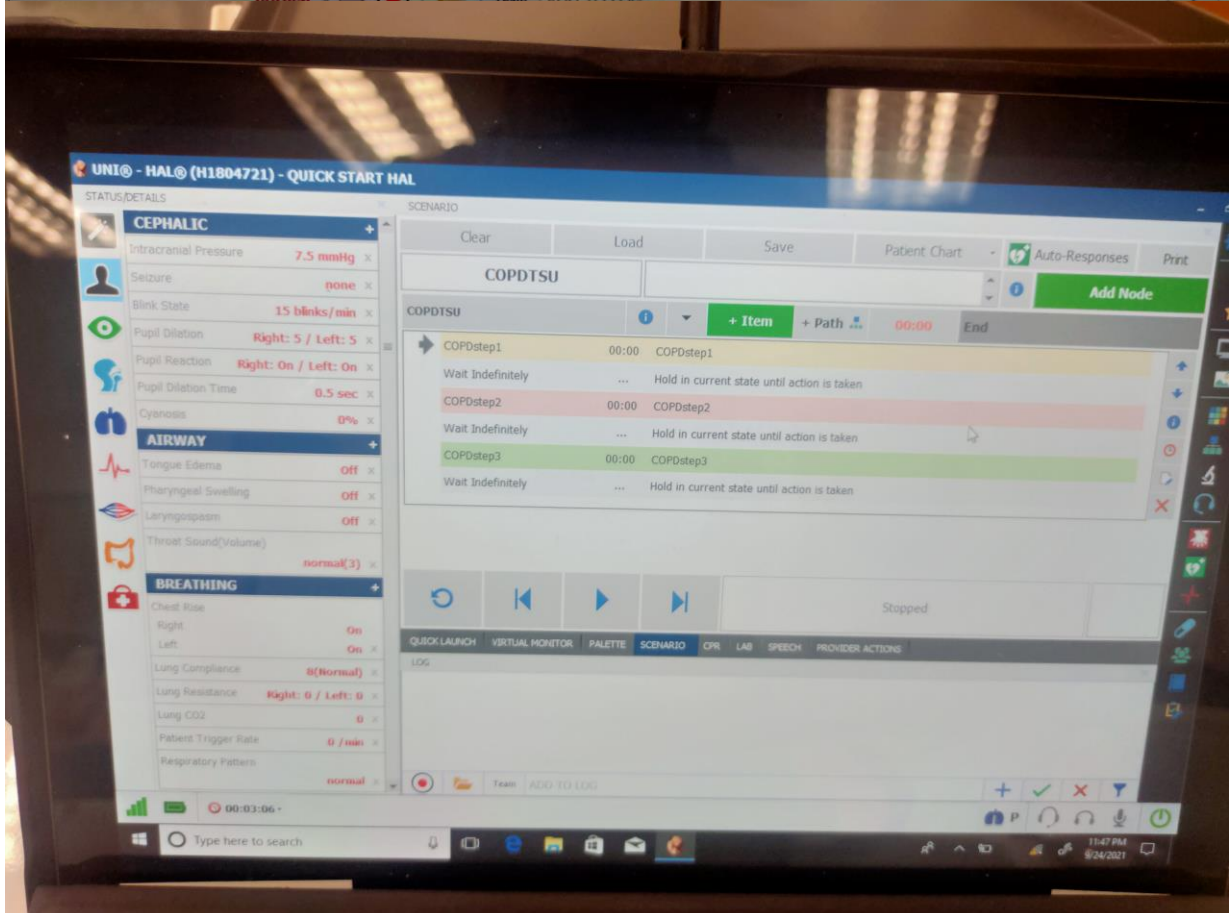 UNI® - HAL® (H1804721) - QUICK START HAL
STATUS/DETAILS
CEPHALIC +
Intracranial Pressure 7.5 mmHg ×
Seizure none ×
Blink State 15 blinks/min ×
Pupil Dilation Right: 5 / Left: 5 ×
Pupil Reaction Right: On / Left: On ×
Pupil Dilation Time 0.5 sec ×
Cyanosis 0% ×
AIRWAY +
Tongue Edema Off ×
Pharyngeal Swelling Off ×
Laryngospasm Off ×
Throat Sound(Volume)
normal(3) ×
BREATHING +
Chest Rise
Right On
Left On ×
Lung Compliance 8(Normal) ×
Lung Resistance Right: 0 / Left: 0 ×
Lung CO2 0 ×
Patient Trigger Rate 0 /min ×
Respiratory Pattern
normal ×
00:03:06
SCENARIO
Clear Load Save Patient Chart Auto-Responses Print
COPDTSU Add Node
COPDTSU + Item + Path 00:00 End
COPDstep1 00:00 COPDstep1
Wait Indefinitely ... Hold in current state until action is taken
COPDstep2 00:00 COPDstep2
Wait Indefinitely ... Hold in current state until action is taken
COPDstep3 00:00 COPDstep3
Wait Indefinitely ... Hold in current state until action is taken
Stopped
QUICK LAUNCH VIRTUAL MONITOR PALETTE SCENARIO CPR LAB SPEECH PROVIDER ACTIONS
LOG
Team ADD TO LOG
P
Type here to search
11:47 PM
9/24/2021